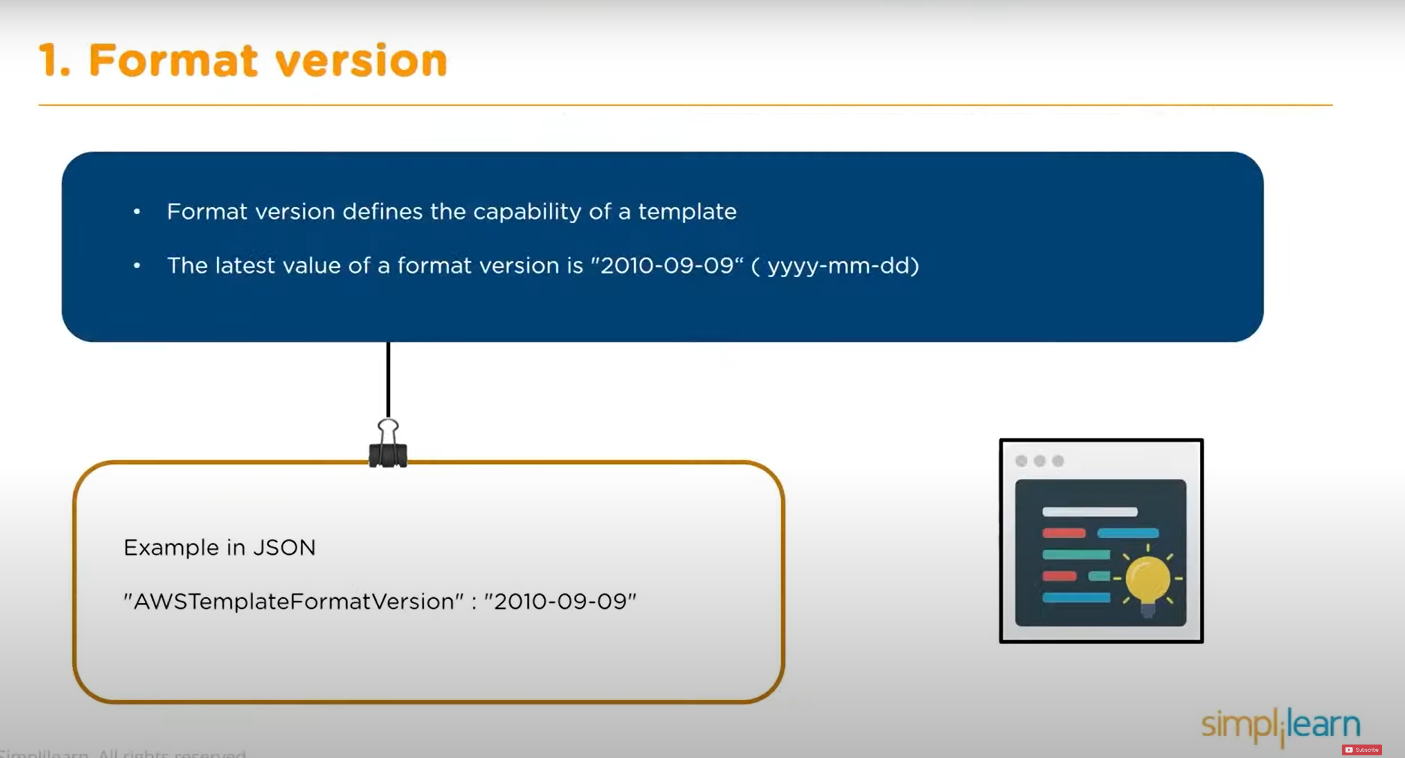 1. Format version
• Format version defines the capability of a template
• The latest value of a format version is "2010-09-09“ ( yyyy-mm-dd)
Example in JSON
"AWSTemplateFormatVersion" : "2010-09-09"
simplilearn
Subscribe
Simplilearn. All rights reserved